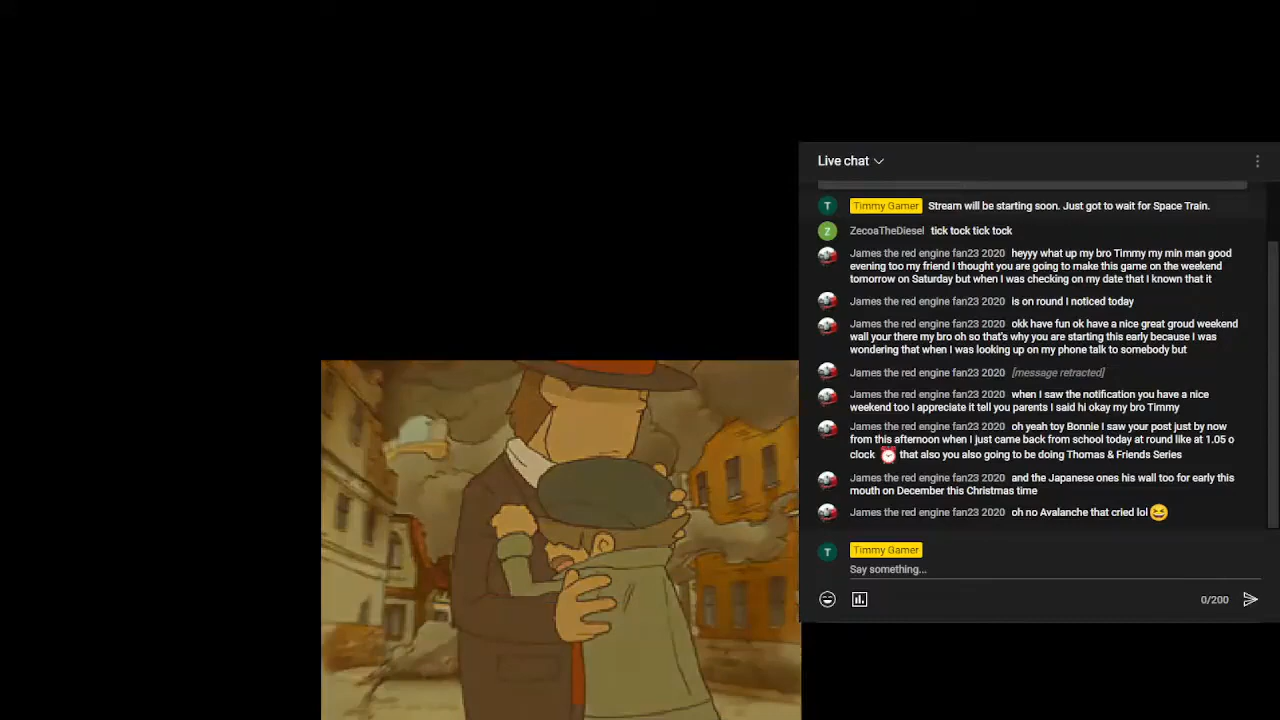 Live chat
T Timmy Gamer Stream will be starting soon. Just got to wait for Space Train.
Z ZecoaTheDiesel tick tock tick tock
James the red engine fan23 2020 heyyy what up my bro Timmy my min man good
evening too my friend I thought you are going to make this game on the weekend
tomorrow on Saturday but when I was checking on my date that I known that it
James the red engine fan23 2020 is on round I noticed today
James the red engine fan23 2020 okk have fun ok have a nice great groud weekend
wall your there my bro oh so that's why you are starting this early because I was
wondering that when I was looking up on my phone talk to somebody but
James the red engine fan23 2020 [message retracted]
James the red engine fan23 2020 when I saw the notification you have a nice
weekend too I appreciate it tell you parents I said hi okay my bro Timmy
James the red engine fan23 2020 oh yeah toy Bonnie I saw your post just by now
from this afternoon when I just came back from school today at round like at 1.05 o
clock ⏰ that also you also going to be doing Thomas & Friends Series
James the red engine fan23 2020 and the Japanese ones his wall too for early this
mouth on December this Christmas time
James the red engine fan23 2020 oh no Avalanche that cried lol 😆
T Timmy Gamer
Say something...
0/200